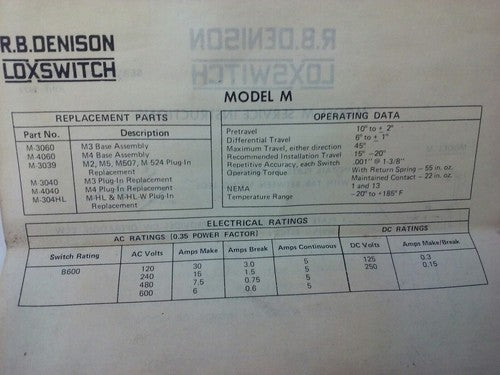 R.B. DENISON
LOXSWITCH
MODEL M
REPLACEMENT PARTS
Part No. Description
M-3060 M3 Base Assembly
M-4060 M4 Base Assembly
M-3039 M2, M5, MB07, M-524 Plug-In
Replacement
M-3040 M3 Plug-In Replacement
M-4040 M4 Plug-In Replacement
M-304HL M-HL & M-HL-W Plug-In
Replacement
OPERATING DATA
Pretravel 10° to ± 2°
Differential Travel 6° to ± 1°
Maximum Travel, either direction 45°
Recommended Installation Travel 15° -20°
Repeat Accuracy, each Switch .001" @ 1-3/8"
Operating Torque With Return Spring – 55 in. oz.
Maintained Contact – 22 in. oz.
NEMA 1 and 13
Temperature Range -20° to +185° F
ELECTRICAL RATINGS
AC RATINGS (0.35 POWER FACTOR) DC RATINGS
Switch Rating AC Volts Amps Make Amps Break Amps Continuous DC Volts Amps Make/Break
B600 120 30 3.0 5 125 0.3
240 15 1.5 5 250 0.15
480 7.5 0.75 5
600 6 0.6 5